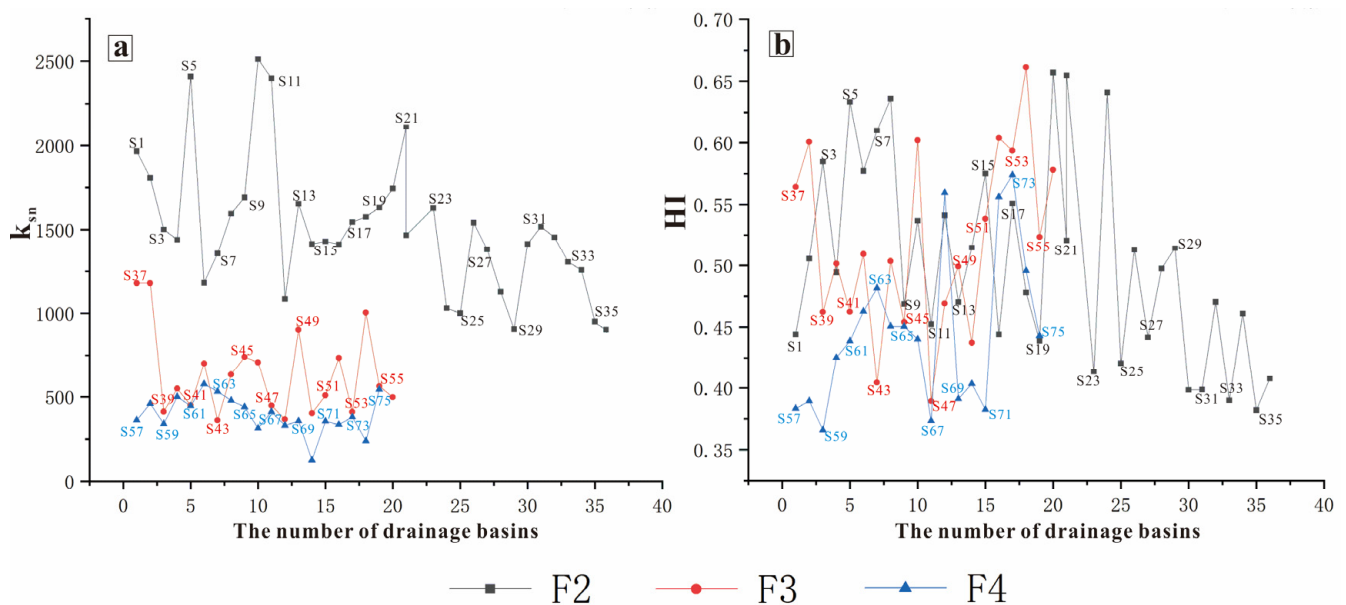 a
k_sn
2500
2000
1500
1000
500
0
0 5 10 15 20 25 30 35 40
The number of drainage basins
S1
S3
S5
S7
S9
S11
S13
S15
S17
S19
S21
S23
S25
S27
S29
S31
S33
S35
S37
S39
S41
S43
S45
S47
S49
S51
S53
S55
S57
S59
S61
S63
S65
S67
S69
S71
S73
S75
b
HI
0.70
0.65
0.60
0.55
0.50
0.45
0.40
0.35
0 5 10 15 20 25 30 35 40
The number of drainage basins
S1
S3
S5
S7
S9
S11
S13
S15
S17
S19
S21
S23
S25
S27
S29
S31
S33
S35
S37
S39
S41
S43
S45
S47
S49
S51
S53
S55
S57
S59
S61
S63
S65
S67
S69
S71
S73
S75
F2 F3 F4